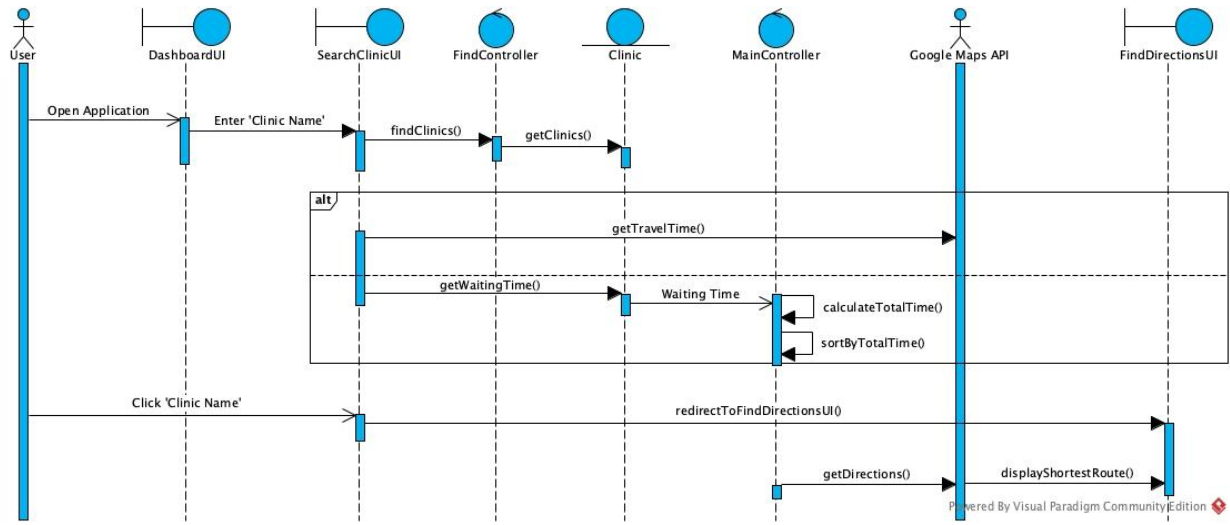 User
DashboardUI
SearchClinicUI
FindController
Clinic
MainController
Google Maps API
FindDirectionsUI
Open Application
Enter 'Clinic Name'
findClinics()
getClinics()
alt
getTravelTime()
getWaitingTime()
Waiting Time
calculateTotalTime()
sortByTotalTime()
Click 'Clinic Name'
redirectToFindDirectionsUI()
getDirections()
displayShortestRoute()
Powered By Visual Paradigm Community Edition